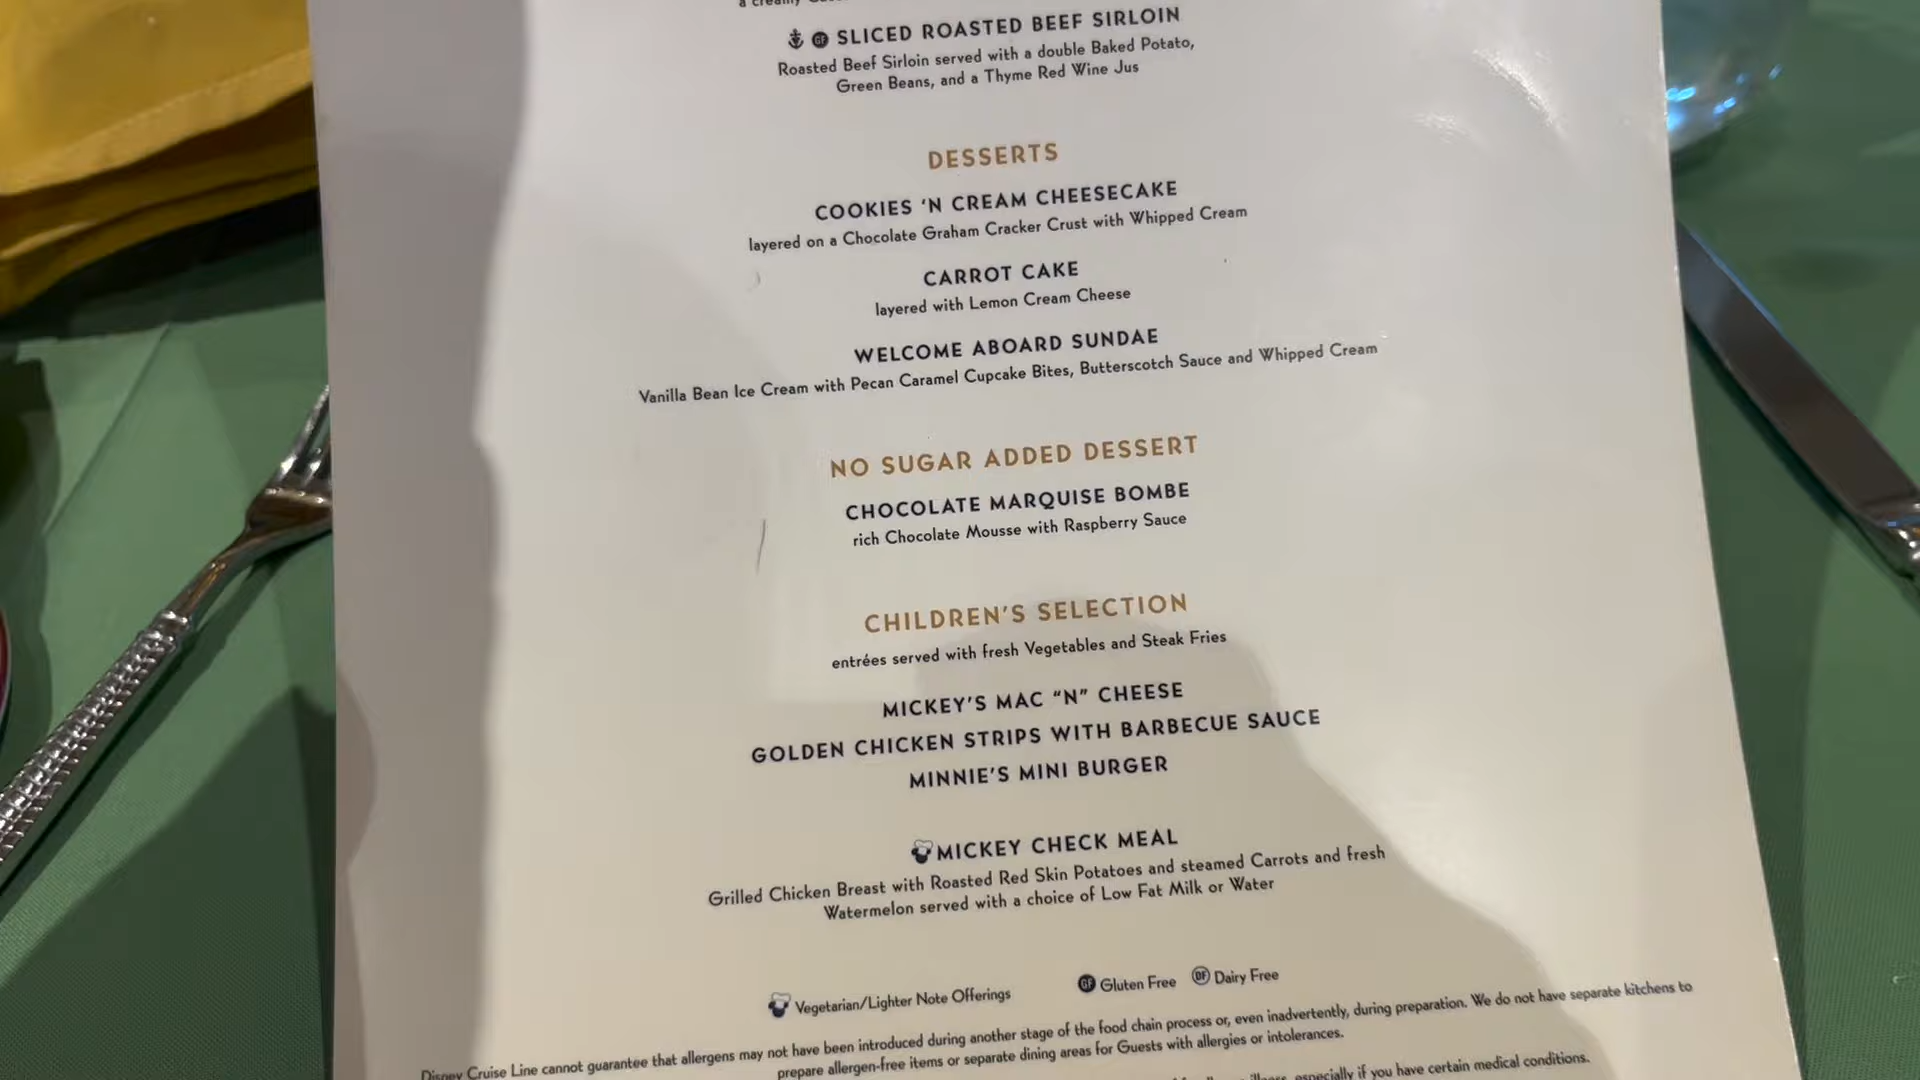 a creamy
GF SLICED ROASTED BEEF SIRLOIN
Roasted Beef Sirloin served with a double Baked Potato,
Green Beans, and a Thyme Red Wine Jus
DESSERTS
COOKIES ‘N CREAM CHEESECAKE
layered on a Chocolate Graham Cracker Crust with Whipped Cream
CARROT CAKE
layered with Lemon Cream Cheese
WELCOME ABOARD SUNDAE
Vanilla Bean Ice Cream with Pecan Caramel Cupcake Bites, Butterscotch Sauce and Whipped Cream
NO SUGAR ADDED DESSERT
CHOCOLATE MARQUISE BOMBE
rich Chocolate Mousse with Raspberry Sauce
CHILDREN’S SELECTION
entrées served with fresh Vegetables and Steak Fries
MICKEY’S MAC “N” CHEESE
GOLDEN CHICKEN STRIPS WITH BARBECUE SAUCE
MINNIE’S MINI BURGER
MICKEY CHECK MEAL
Grilled Chicken Breast with Roasted Red Skin Potatoes and steamed Carrots and fresh
Watermelon served with a choice of Low Fat Milk or Water
Vegetarian/Lighter Note Offerings GF Gluten Free DF Dairy Free
Disney Cruise Line cannot guarantee that allergens may not have been introduced during another stage of the food chain process or, even inadvertently, during preparation. We do not have separate kitchens to
prepare allergen-free items or separate dining areas for Guests with allergies or intolerances.
especially if you have certain medical conditions.